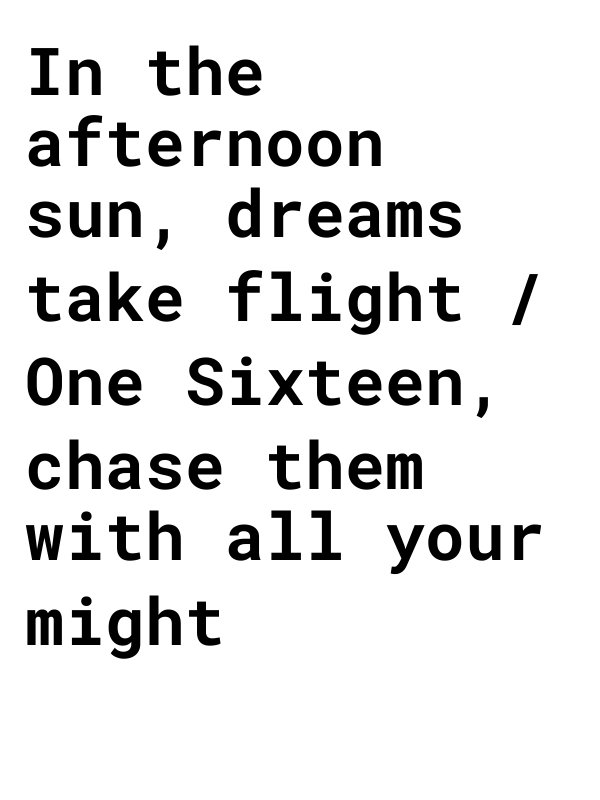 In the
afternoon
sun, dreams
take flight /
One Sixteen,
chase them
with all your
might